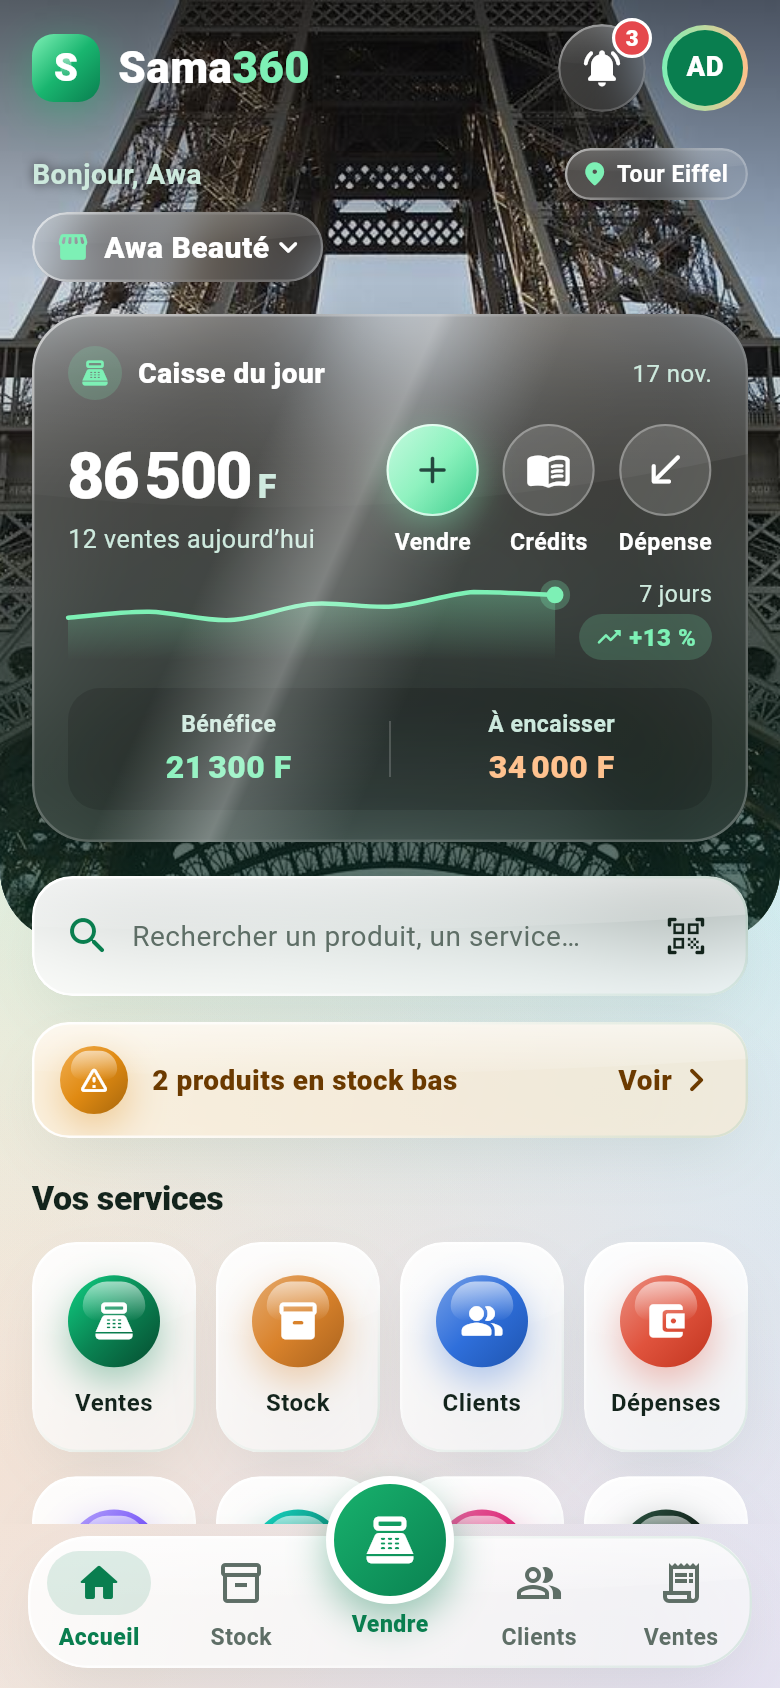 S
Sama360
3
AD
Bonjour, Awa
Tour Eiffel
Awa Beauté
Caisse du jour
17 nov.
86 500 F
12 ventes aujourd’hui
Vendre
Crédits
Dépense
7 jours
+13 %
Bénéfice
21 300 F
À encaisser
34 000 F
Rechercher un produit, un service…
2 produits en stock bas
Voir
Vos services
Ventes
Stock
Clients
Dépenses
Accueil
Stock
Vendre
Clients
Ventes